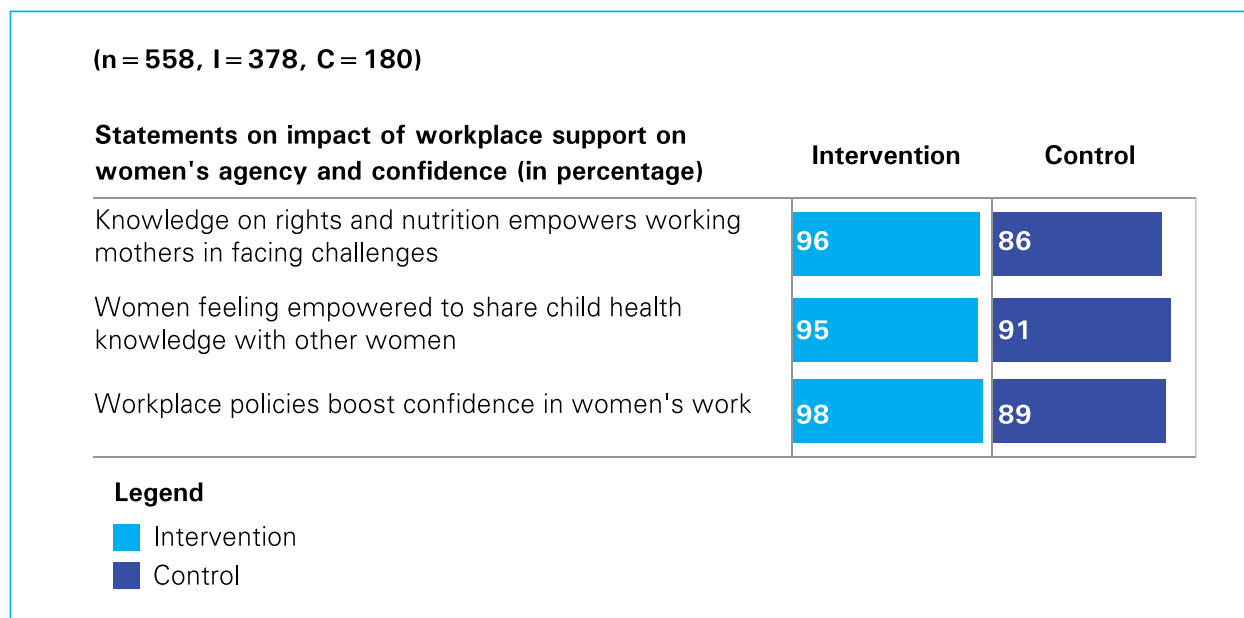 (n = 558, I = 378, C = 180)
Statements on impact of workplace support on
women's agency and confidence (in percentage)
Intervention
Control
Knowledge on rights and nutrition empowers working
mothers in facing challenges
96
86
Women feeling empowered to share child health
knowledge with other women
95
91
Workplace policies boost confidence in women's work
98
89
Legend
Intervention
Control